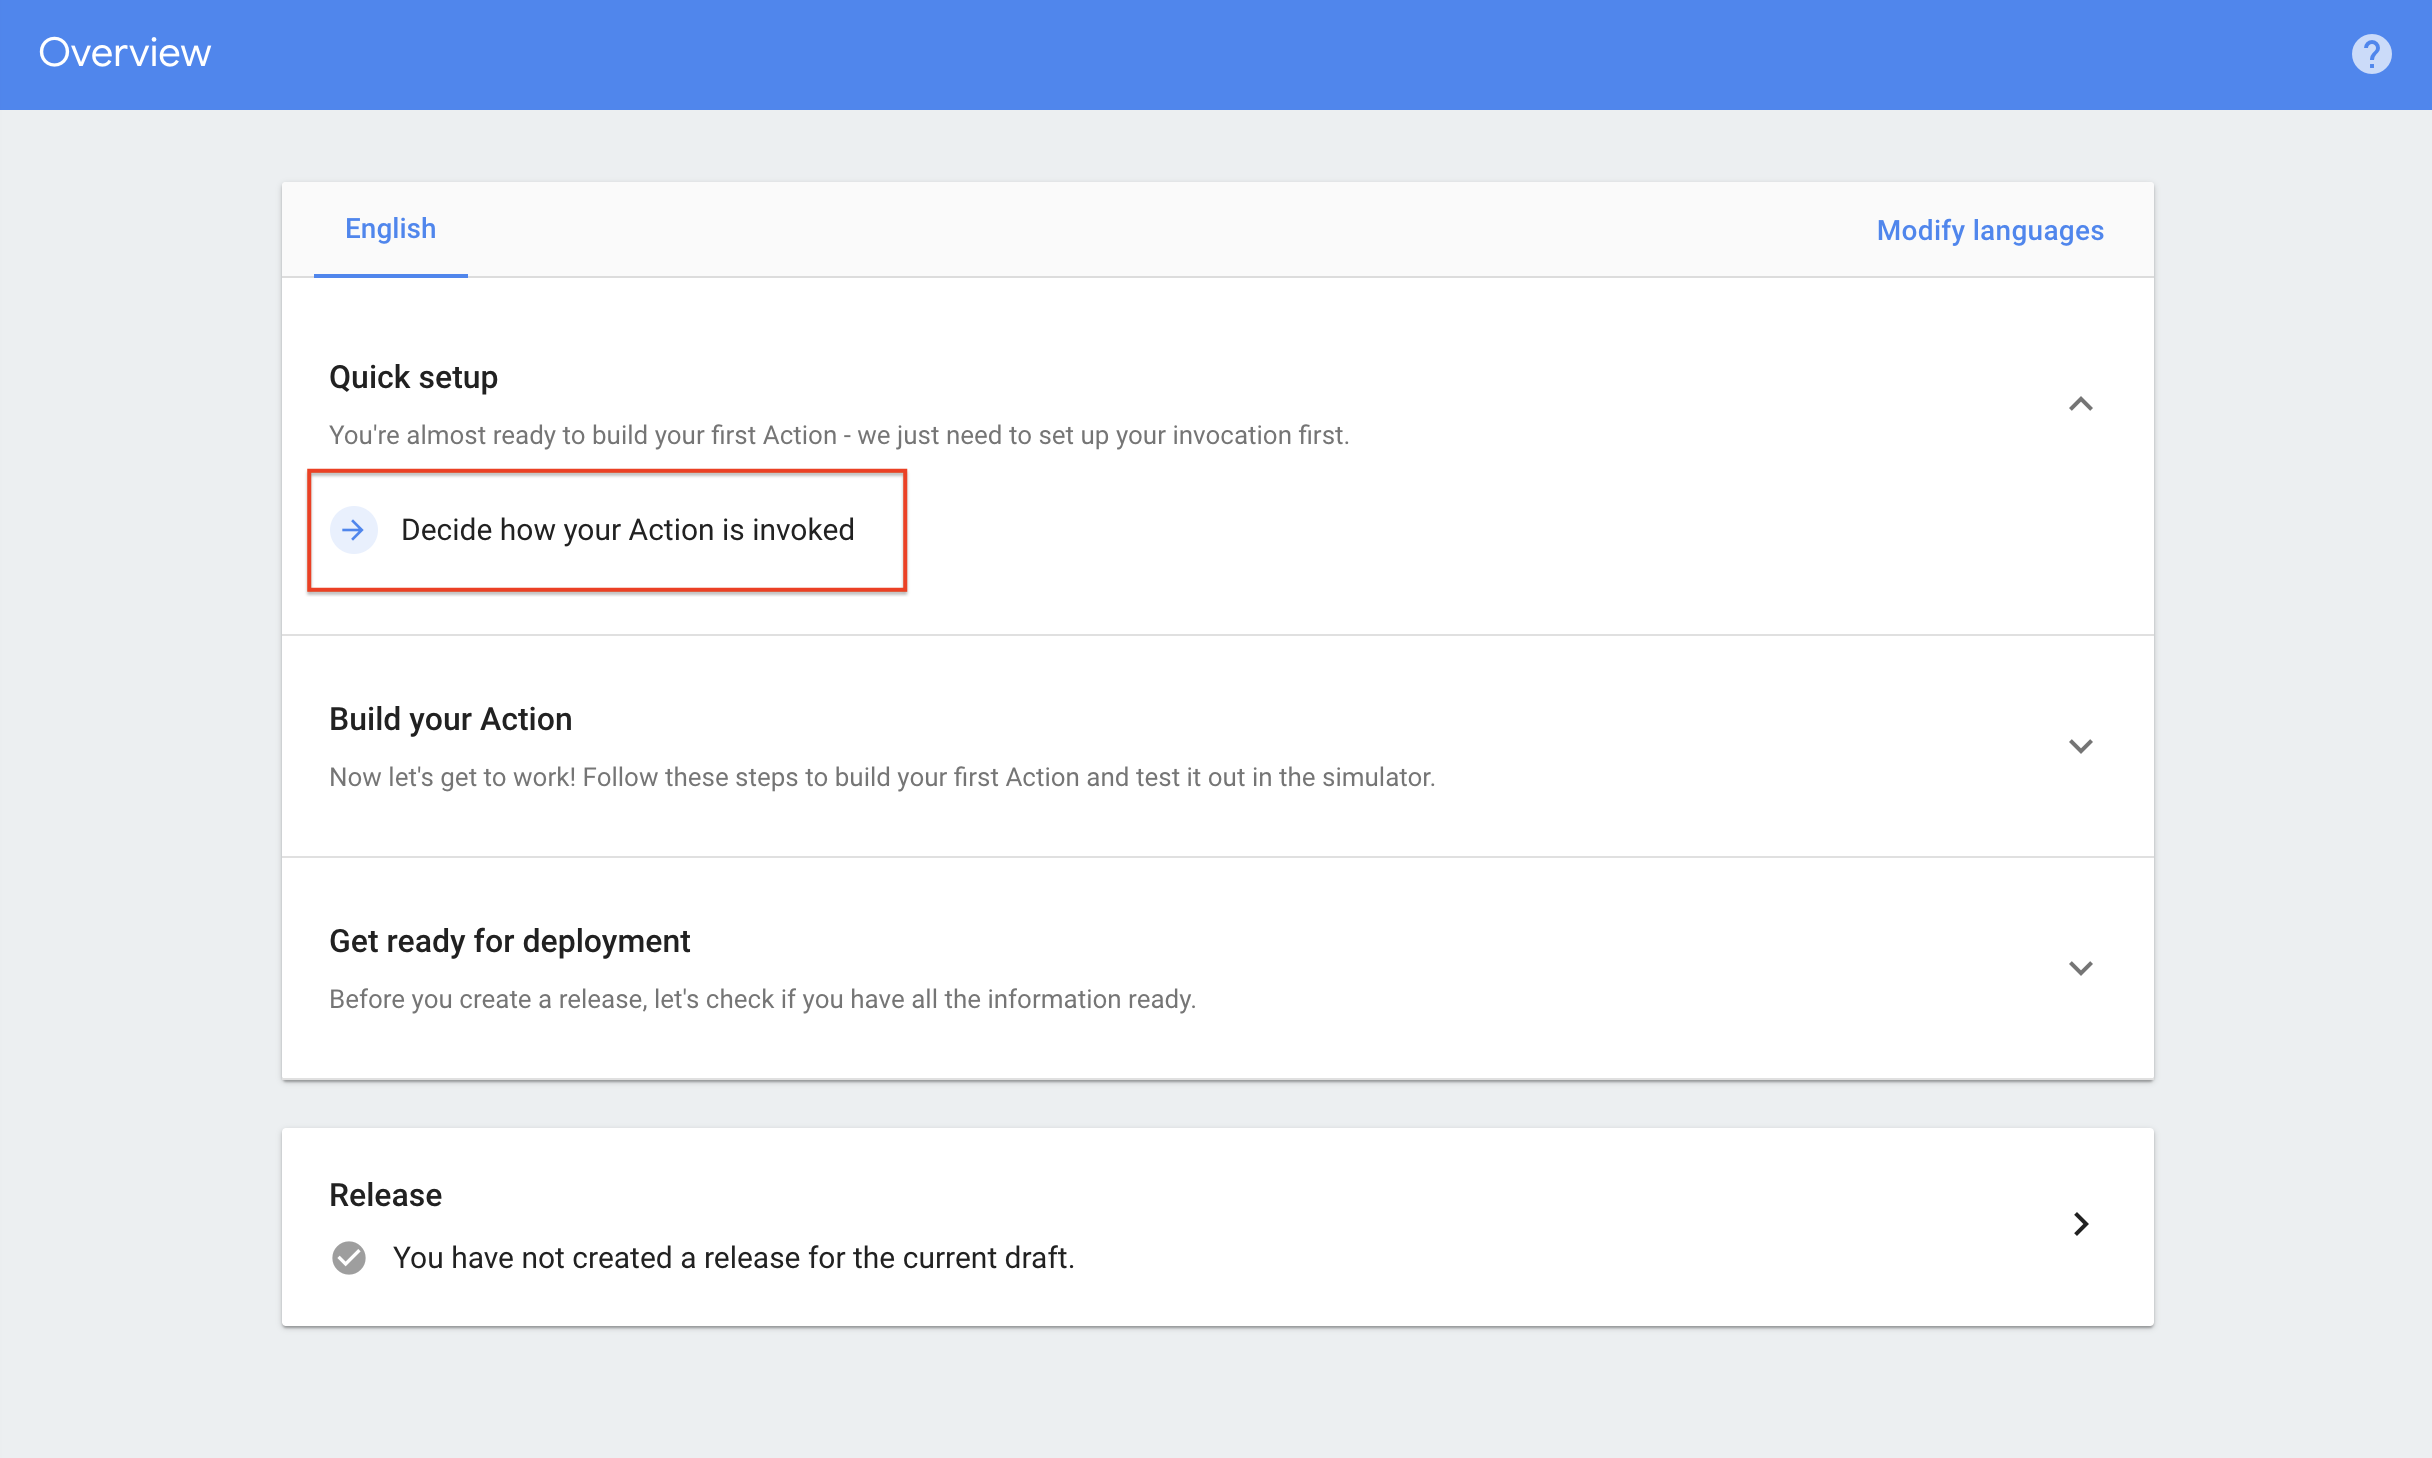 Overview
?
English
Modify languages
Quick setup
You're almost ready to build your first Action - we just need to set up your invocation first.
Decide how your Action is invoked
Build your Action
Now let's get to work! Follow these steps to build your first Action and test it out in the simulator.
Get ready for deployment
Before you create a release, let's check if you have all the information ready.
Release
You have not created a release for the current draft.